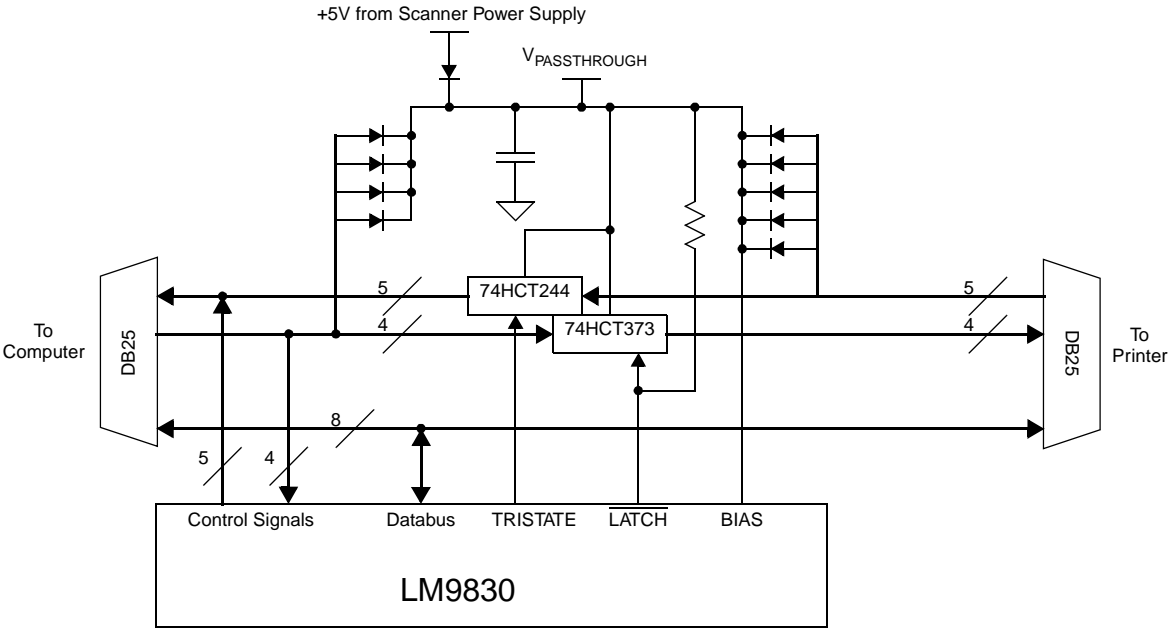 +5V from Scanner Power Supply
VPASSTHROUGH
5
74HCT244
5
To
Computer
DB25
4
74HCT373
4
DB25
To
Printer
8
5
4
Control Signals
Databus
TRISTATE
LATCH
BIAS
LM9830